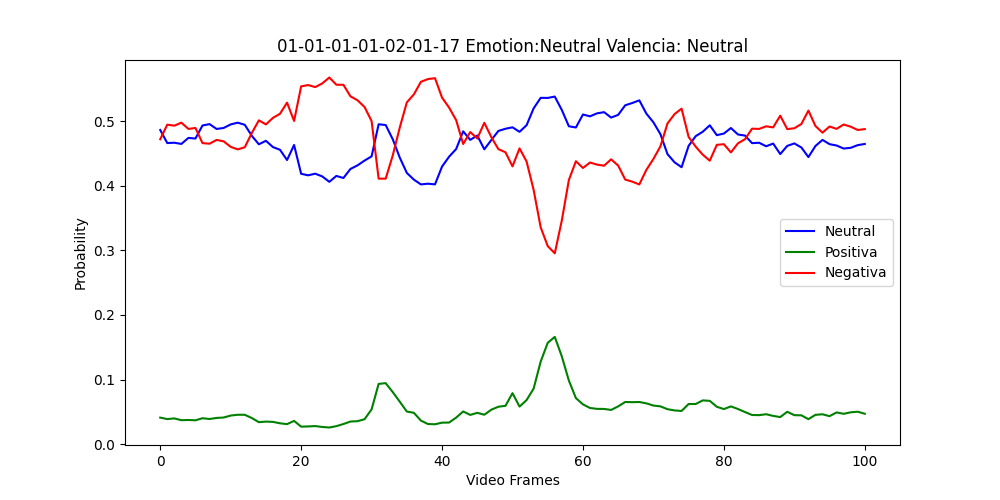 01-01-01-01-02-01-17 Emotion:Neutral Valencia: Neutral
0.5
0.4
0.3
0.2
0.1
0.0
Probability
Neutral
Positiva
Negativa
0 20 40 60 80 100
Video Frames